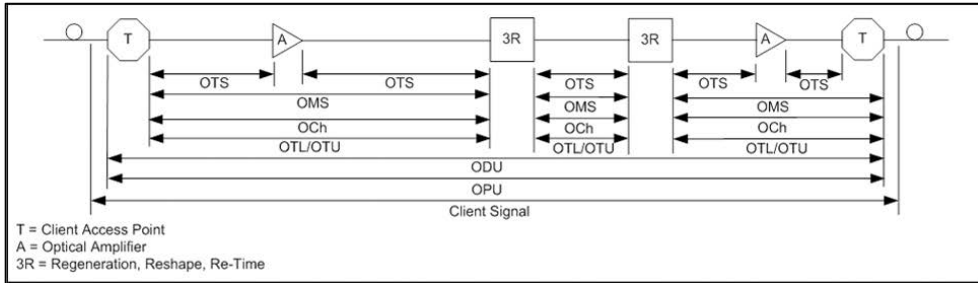 T A 3R 3R A T
OTS OTS OTS OTS OTS
OMS OMS OMS
OCh OCh OCh
OTL/OTU OTL/OTU OTL/OTU
ODU
OPU
Client Signal
T = Client Access Point
A = Optical Amplifier
3R = Regeneration, Reshape, Re-Time